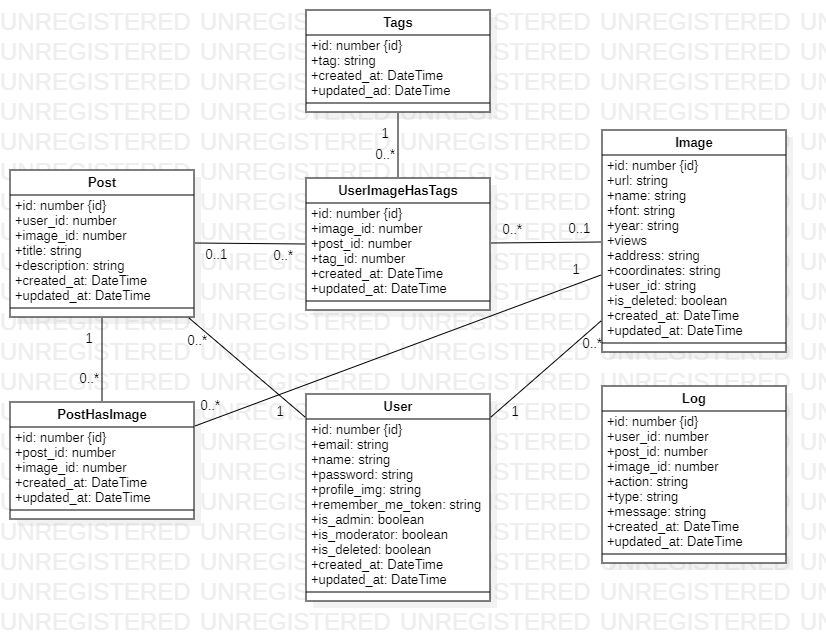 Tags
+id: number {id}
+tag: string
+created_at: DateTime
+updated_ad: DateTime
1
0..*
Post
+id: number {id}
+user_id: number
+image_id: number
+title: string
+description: string
+created_at: DateTime
+updated_at: DateTime
0..1
0..*
UserImageHasTags
+id: number {id}
+image_id: number
+post_id: number
+tag_id: number
+created_at: DateTime
+updated_at: DateTime
0..*
0..1
Image
+id: number {id}
+url: string
+name: string
+font: string
+year: string
+views
+address: string
+coordinates: string
+user_id: string
+is_deleted: boolean
+created_at: DateTime
+updated_at: DateTime
1
0..*
1
0..*
0..*
0..*
1
1
PostHasImage
+id: number {id}
+post_id: number
+image_id: number
+created_at: DateTime
+updated_at: DateTime
User
+id: number {id}
+email: string
+name: string
+password: string
+profile_img: string
+remember_me_token: string
+is_admin: boolean
+is_moderator: boolean
+is_deleted: boolean
+created_at: DateTime
+updated_at: DateTime
Log
+id: number {id}
+user_id: number
+post_id: number
+image_id: number
+action: string
+type: string
+message: string
+created_at: DateTime
+updated_at: DateTime
UNREGISTERED